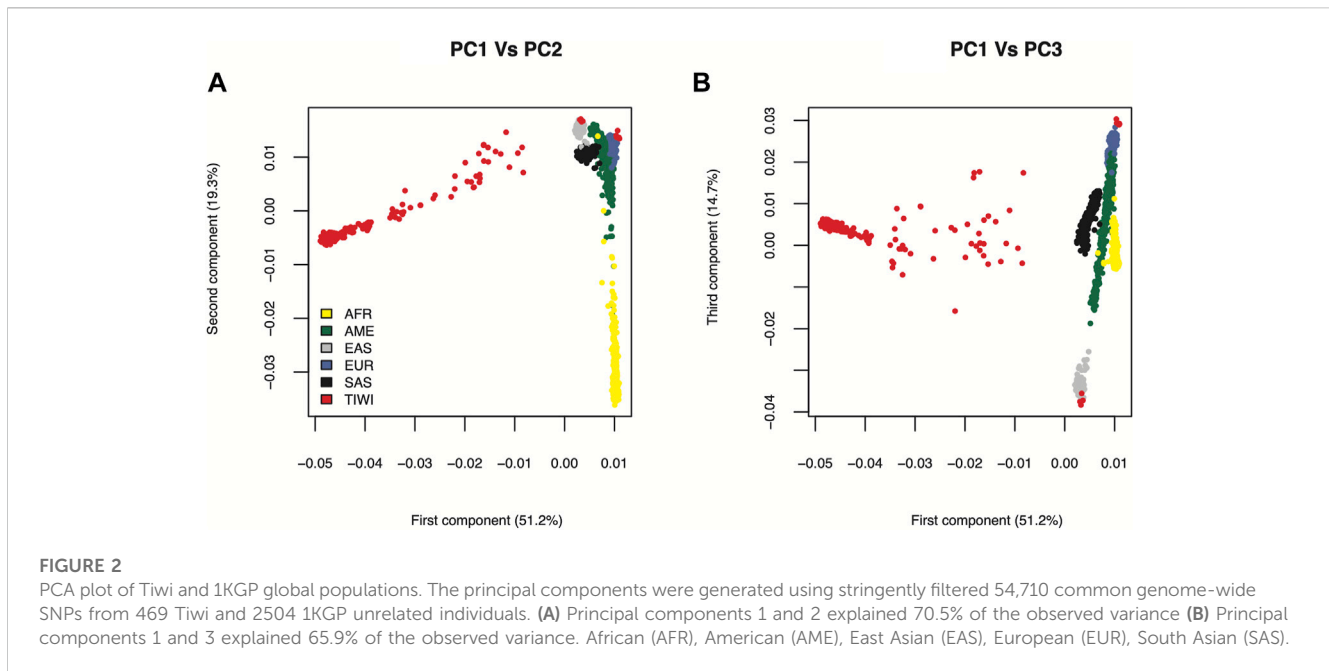 PC1 Vs PC2
A
Second component (19.3%)
0.01
0.00
−0.01
−0.02
−0.03
AFR
AME
EAS
EUR
SAS
TIWI
−0.05 −0.04 −0.03 −0.02 −0.01 0.00 0.01
First component (51.2%)
PC1 Vs PC3
B
Third component (14.7%)
0.03
0.02
0.01
0.00
−0.02
−0.04
−0.05 −0.04 −0.03 −0.02 −0.01 0.00 0.01
First component (51.2%)
FIGURE 2
PCA plot of Tiwi and 1KGP global populations. The principal components were generated using stringently filtered 54,710 common genome-wide
SNPs from 469 Tiwi and 2504 1KGP unrelated individuals. (A) Principal components 1 and 2 explained 70.5% of the observed variance (B) Principal
components 1 and 3 explained 65.9% of the observed variance. African (AFR), American (AME), East Asian (EAS), European (EUR), South Asian (SAS).